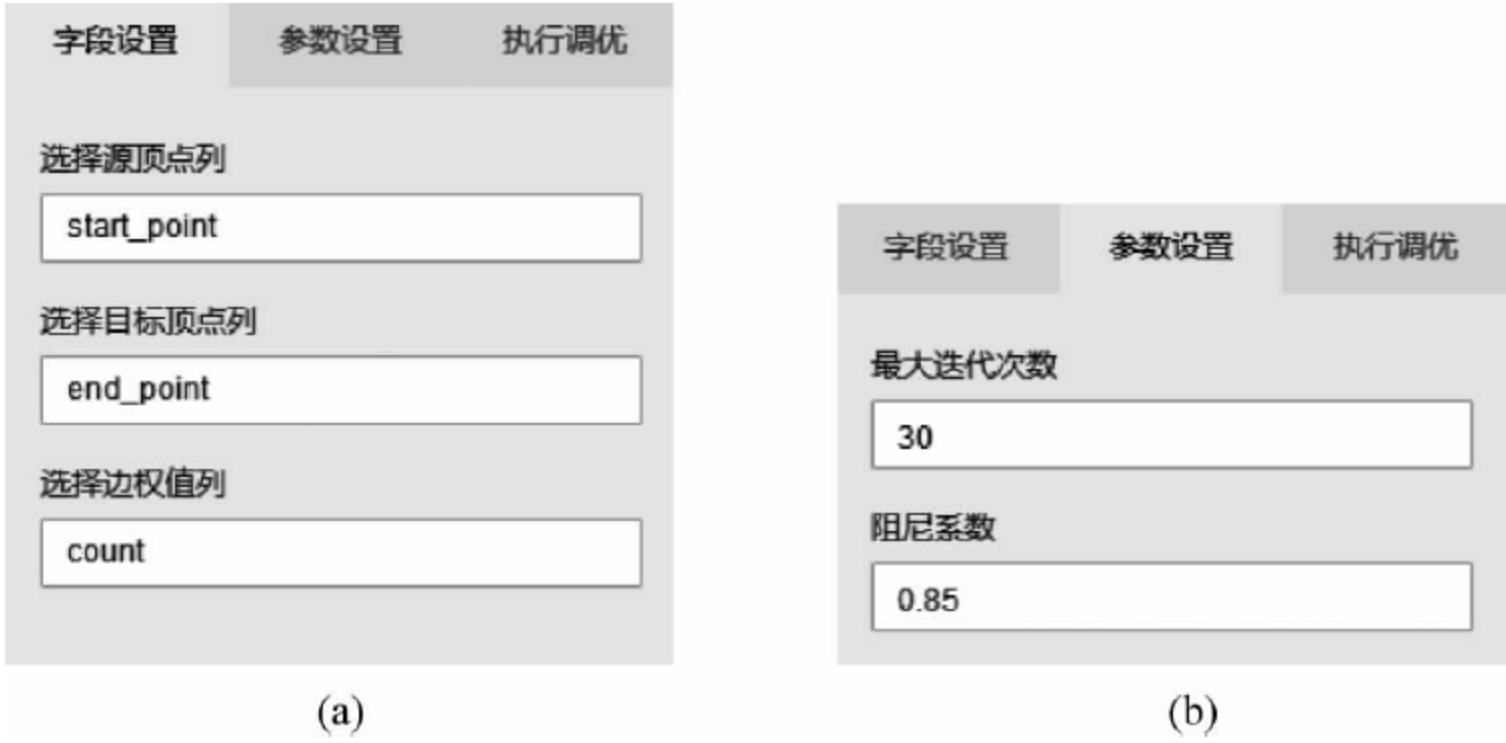 字段设置 参数设置 执行调优
选择源顶点列
start_point
选择目标顶点列
end_point
选择边权值列
count
(a)
字段设置 参数设置 执行调优
最大迭代次数
30
阻尼系数
0.85
(b)